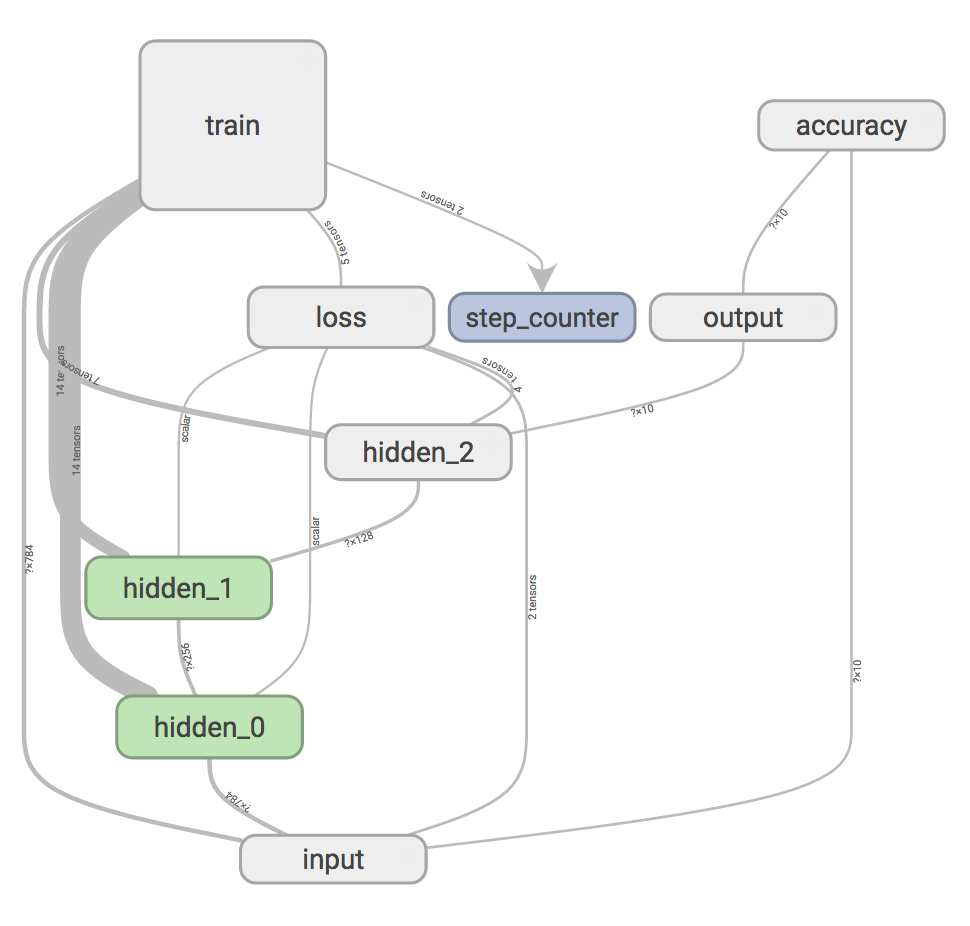 train
accuracy
2 tensors
5 tensors
?×10
loss
step_counter
output
14 tensors
7 tensors
4 tensors
scalar
?×10
hidden_2
14 tensors
scalar
?×128
?×784
hidden_1
2 tensors
?×256
?×10
hidden_0
?×784
input